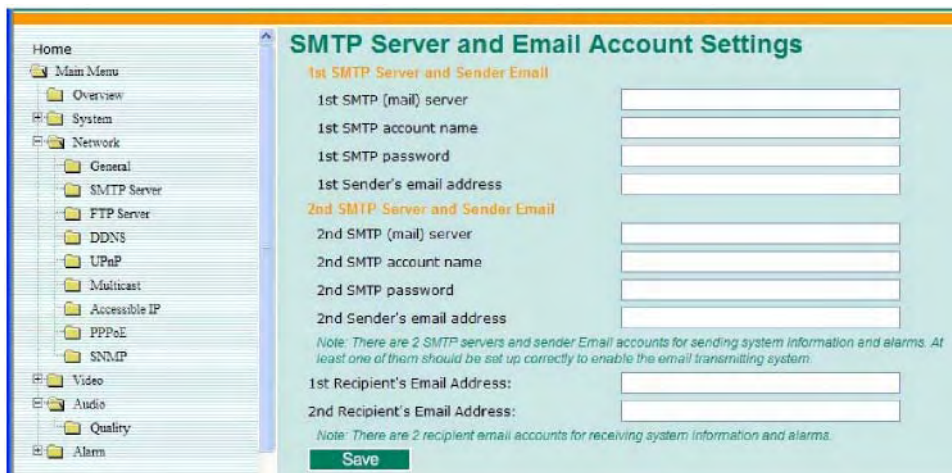 Home
Main Menu
Overview
System
Network
General
SMTP Server
FTP Server
DDNS
UPnP
Multicast
Accessible IP
PPPoE
SNMP
Video
Audio
Quality
Alarm
SMTP Server and Email Account Settings
1st SMTP Server and Sender Email
1st SMTP (mail) server
1st SMTP account name
1st SMTP password
1st Sender's email address
2nd SMTP Server and Sender Email
2nd SMTP (mail) server
2nd SMTP account name
2nd SMTP password
2nd Sender's email address
Note: There are 2 SMTP servers and sender Email accounts for sending system information and alarms. At
least one of them should be set up correctly to enable the email transmitting system.
1st Recipient's Email Address:
2nd Recipient's Email Address:
Note: There are 2 recipient email accounts for receiving system information and alarms.
Save